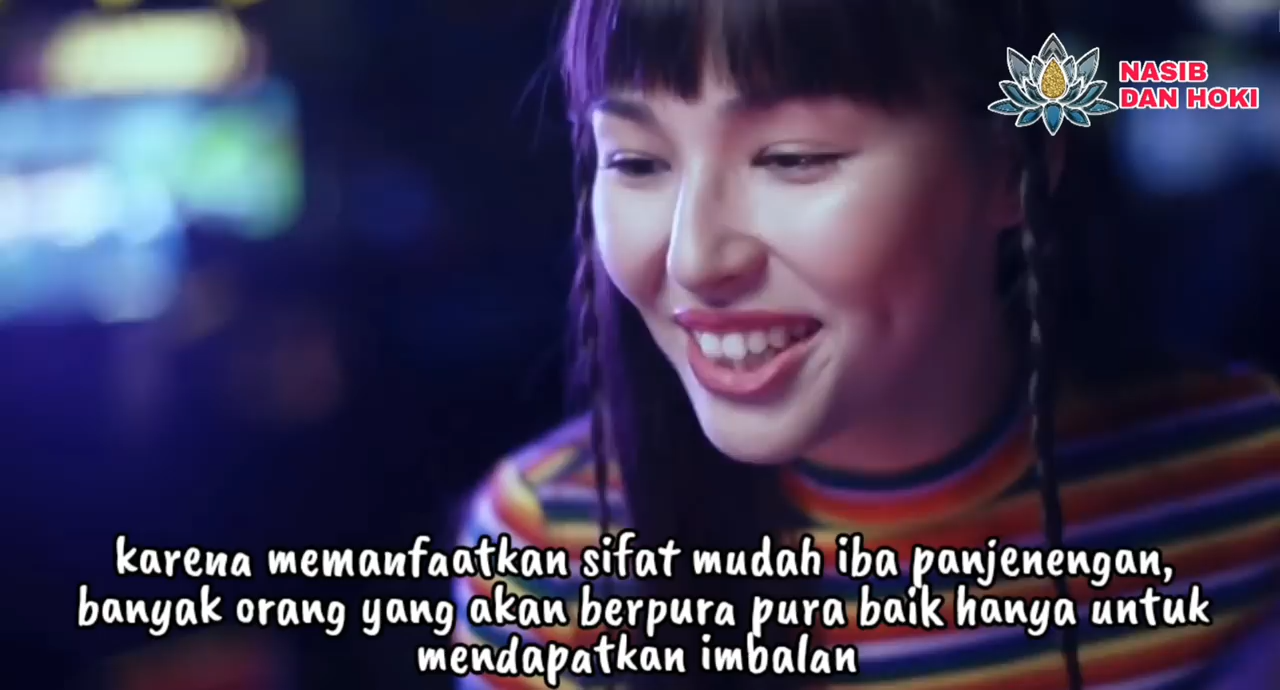 NASIB
DAN HOKI
karena memanfaatkan sifat mudah iba panjenengan,
banyak orang yang akan berpura pura baik hanya untuk
mendapatkan imbalan